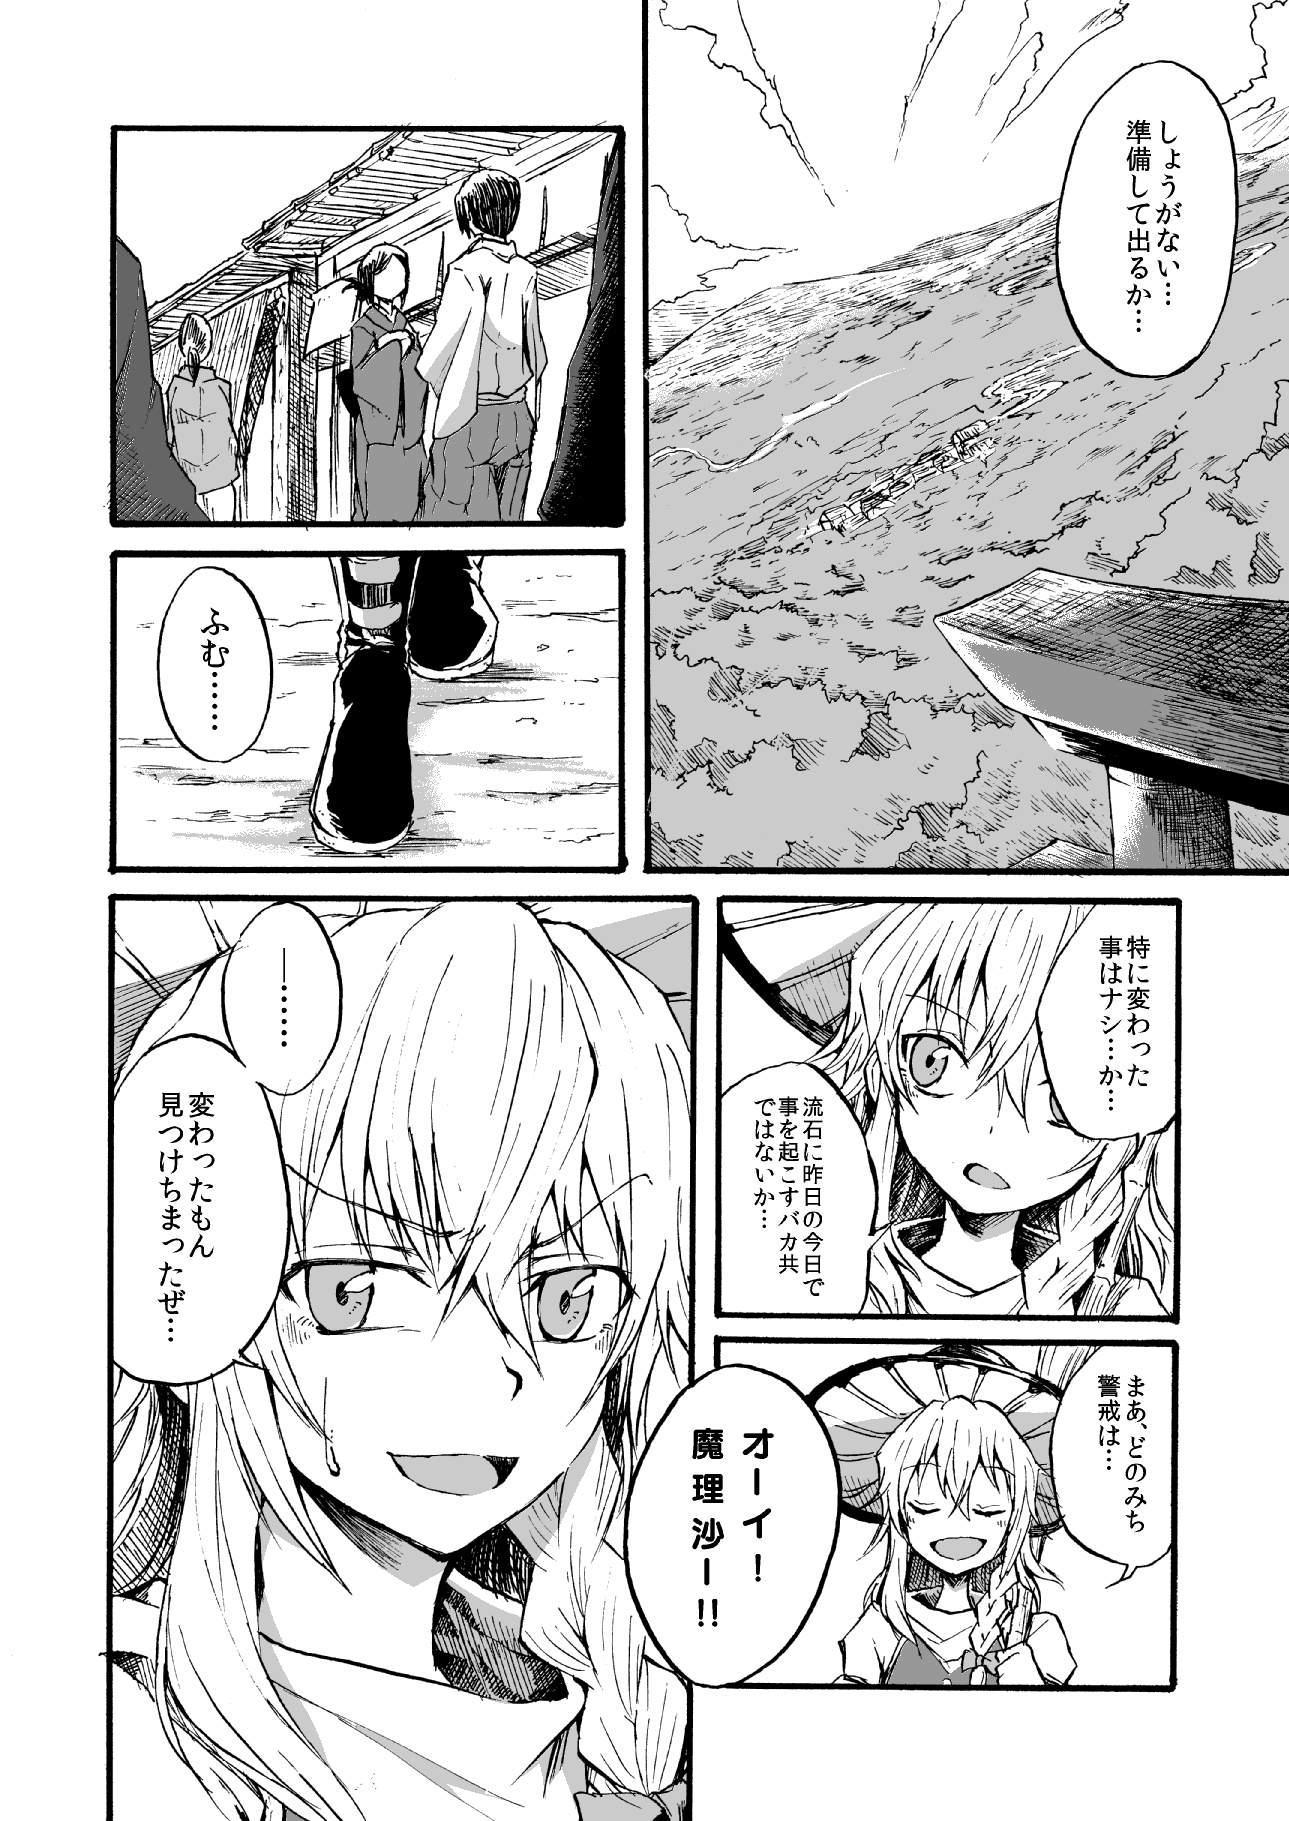 しょうがない…
準備して出るか…
ふむ………
特に変わった
事はナシ…か…
流石に昨日の今日で
事を起こすバカ共
ではないか…
まあ、どのみち
警戒は…
オーイ！
魔理沙ー!!
―……
変わったもん
見つけちまったぜ…